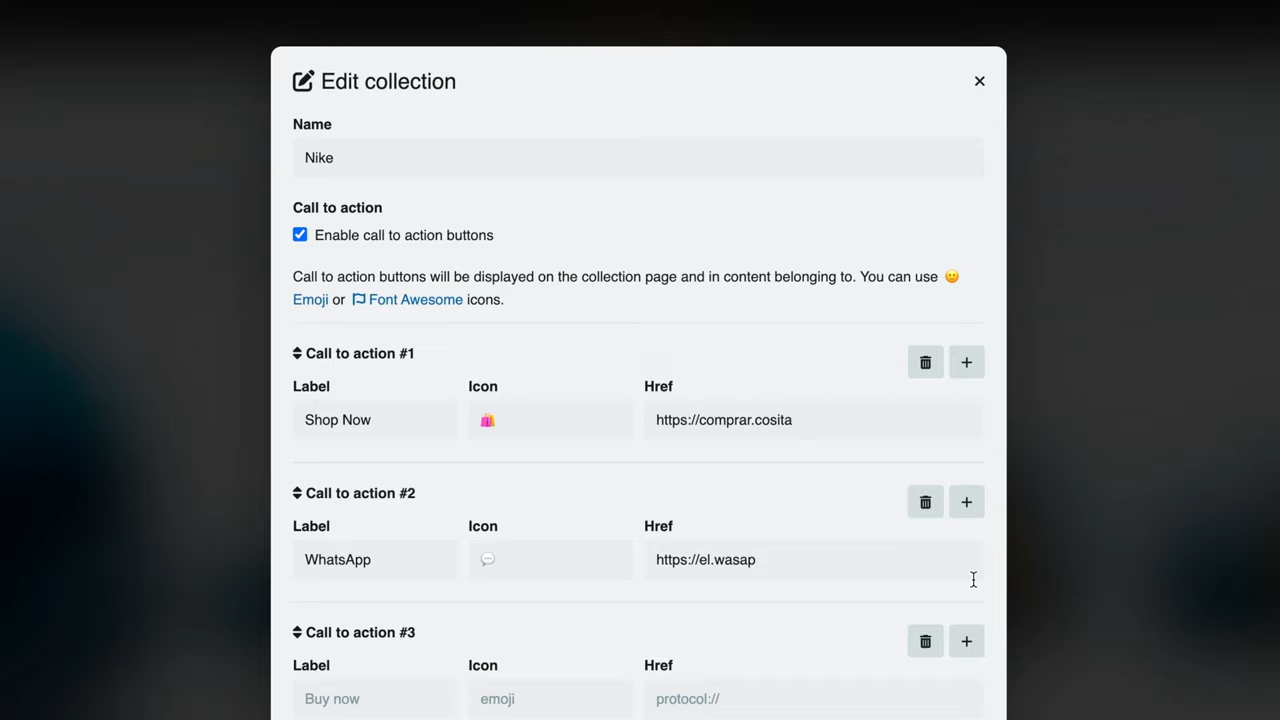 Edit collection
Name
Nike
Call to action
Enable call to action buttons
Call to action buttons will be displayed on the collection page and in content belonging to. You can use 😀
Emoji or Font Awesome icons.
Call to action #1
Label Icon Href
Shop Now 🛍️ https://comprar.cosita
Call to action #2
Label Icon Href
WhatsApp 💬 https://el.wasap
Call to action #3
Label Icon Href
Buy now emoji protocol://